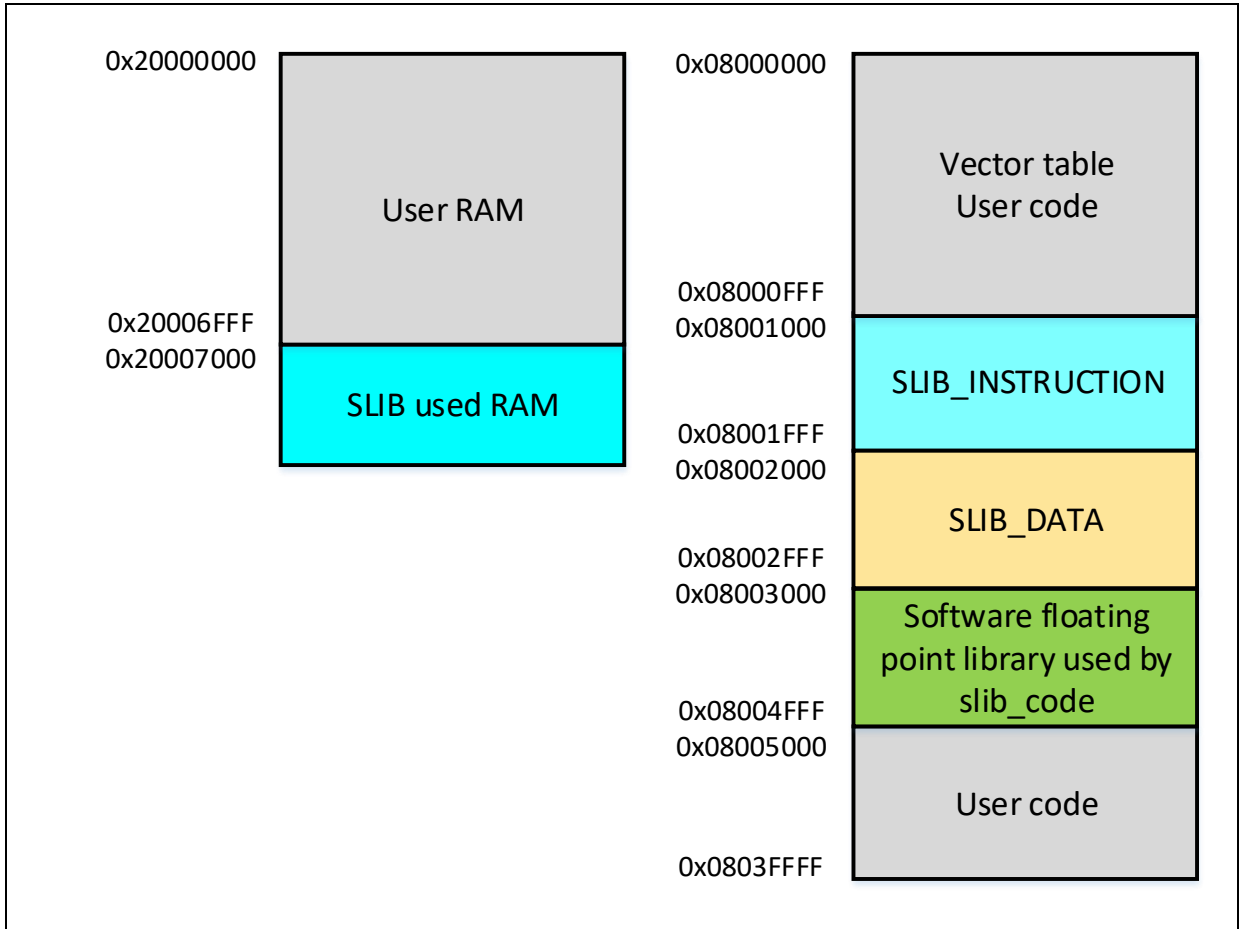 0x20000000
User RAM
0x20006FFF
0x20007000
SLIB used RAM
0x08000000
Vector table
User code
0x08000FFF
0x08001000
SLIB_INSTRUCTION
0x08001FFF
0x08002000
SLIB_DATA
0x08002FFF
0x08003000
Software floating
point library used by
slib_code
0x08004FFF
0x08005000
User code
0x0803FFFF